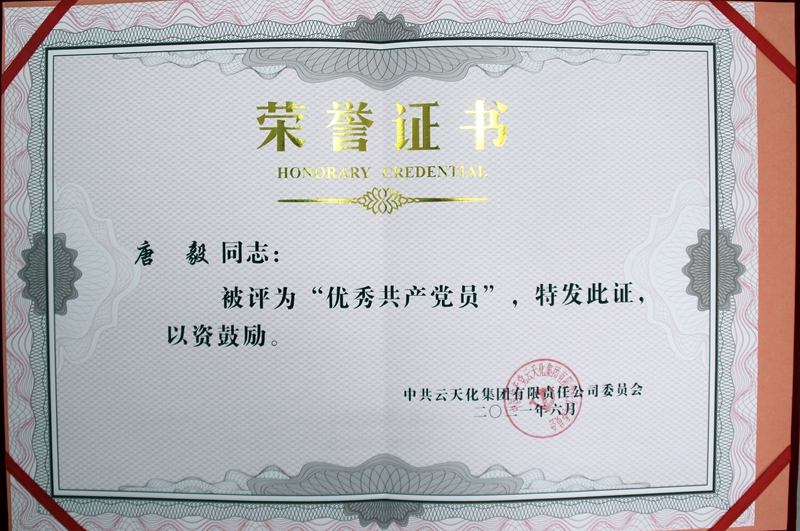 荣誉证书
HONORARY CREDENTIAL
唐 毅 同志：
被评为“优秀共产党员”，特发此证，
以资鼓励。
中共云天化集团有限责任公司委员会
二〇二一年六月